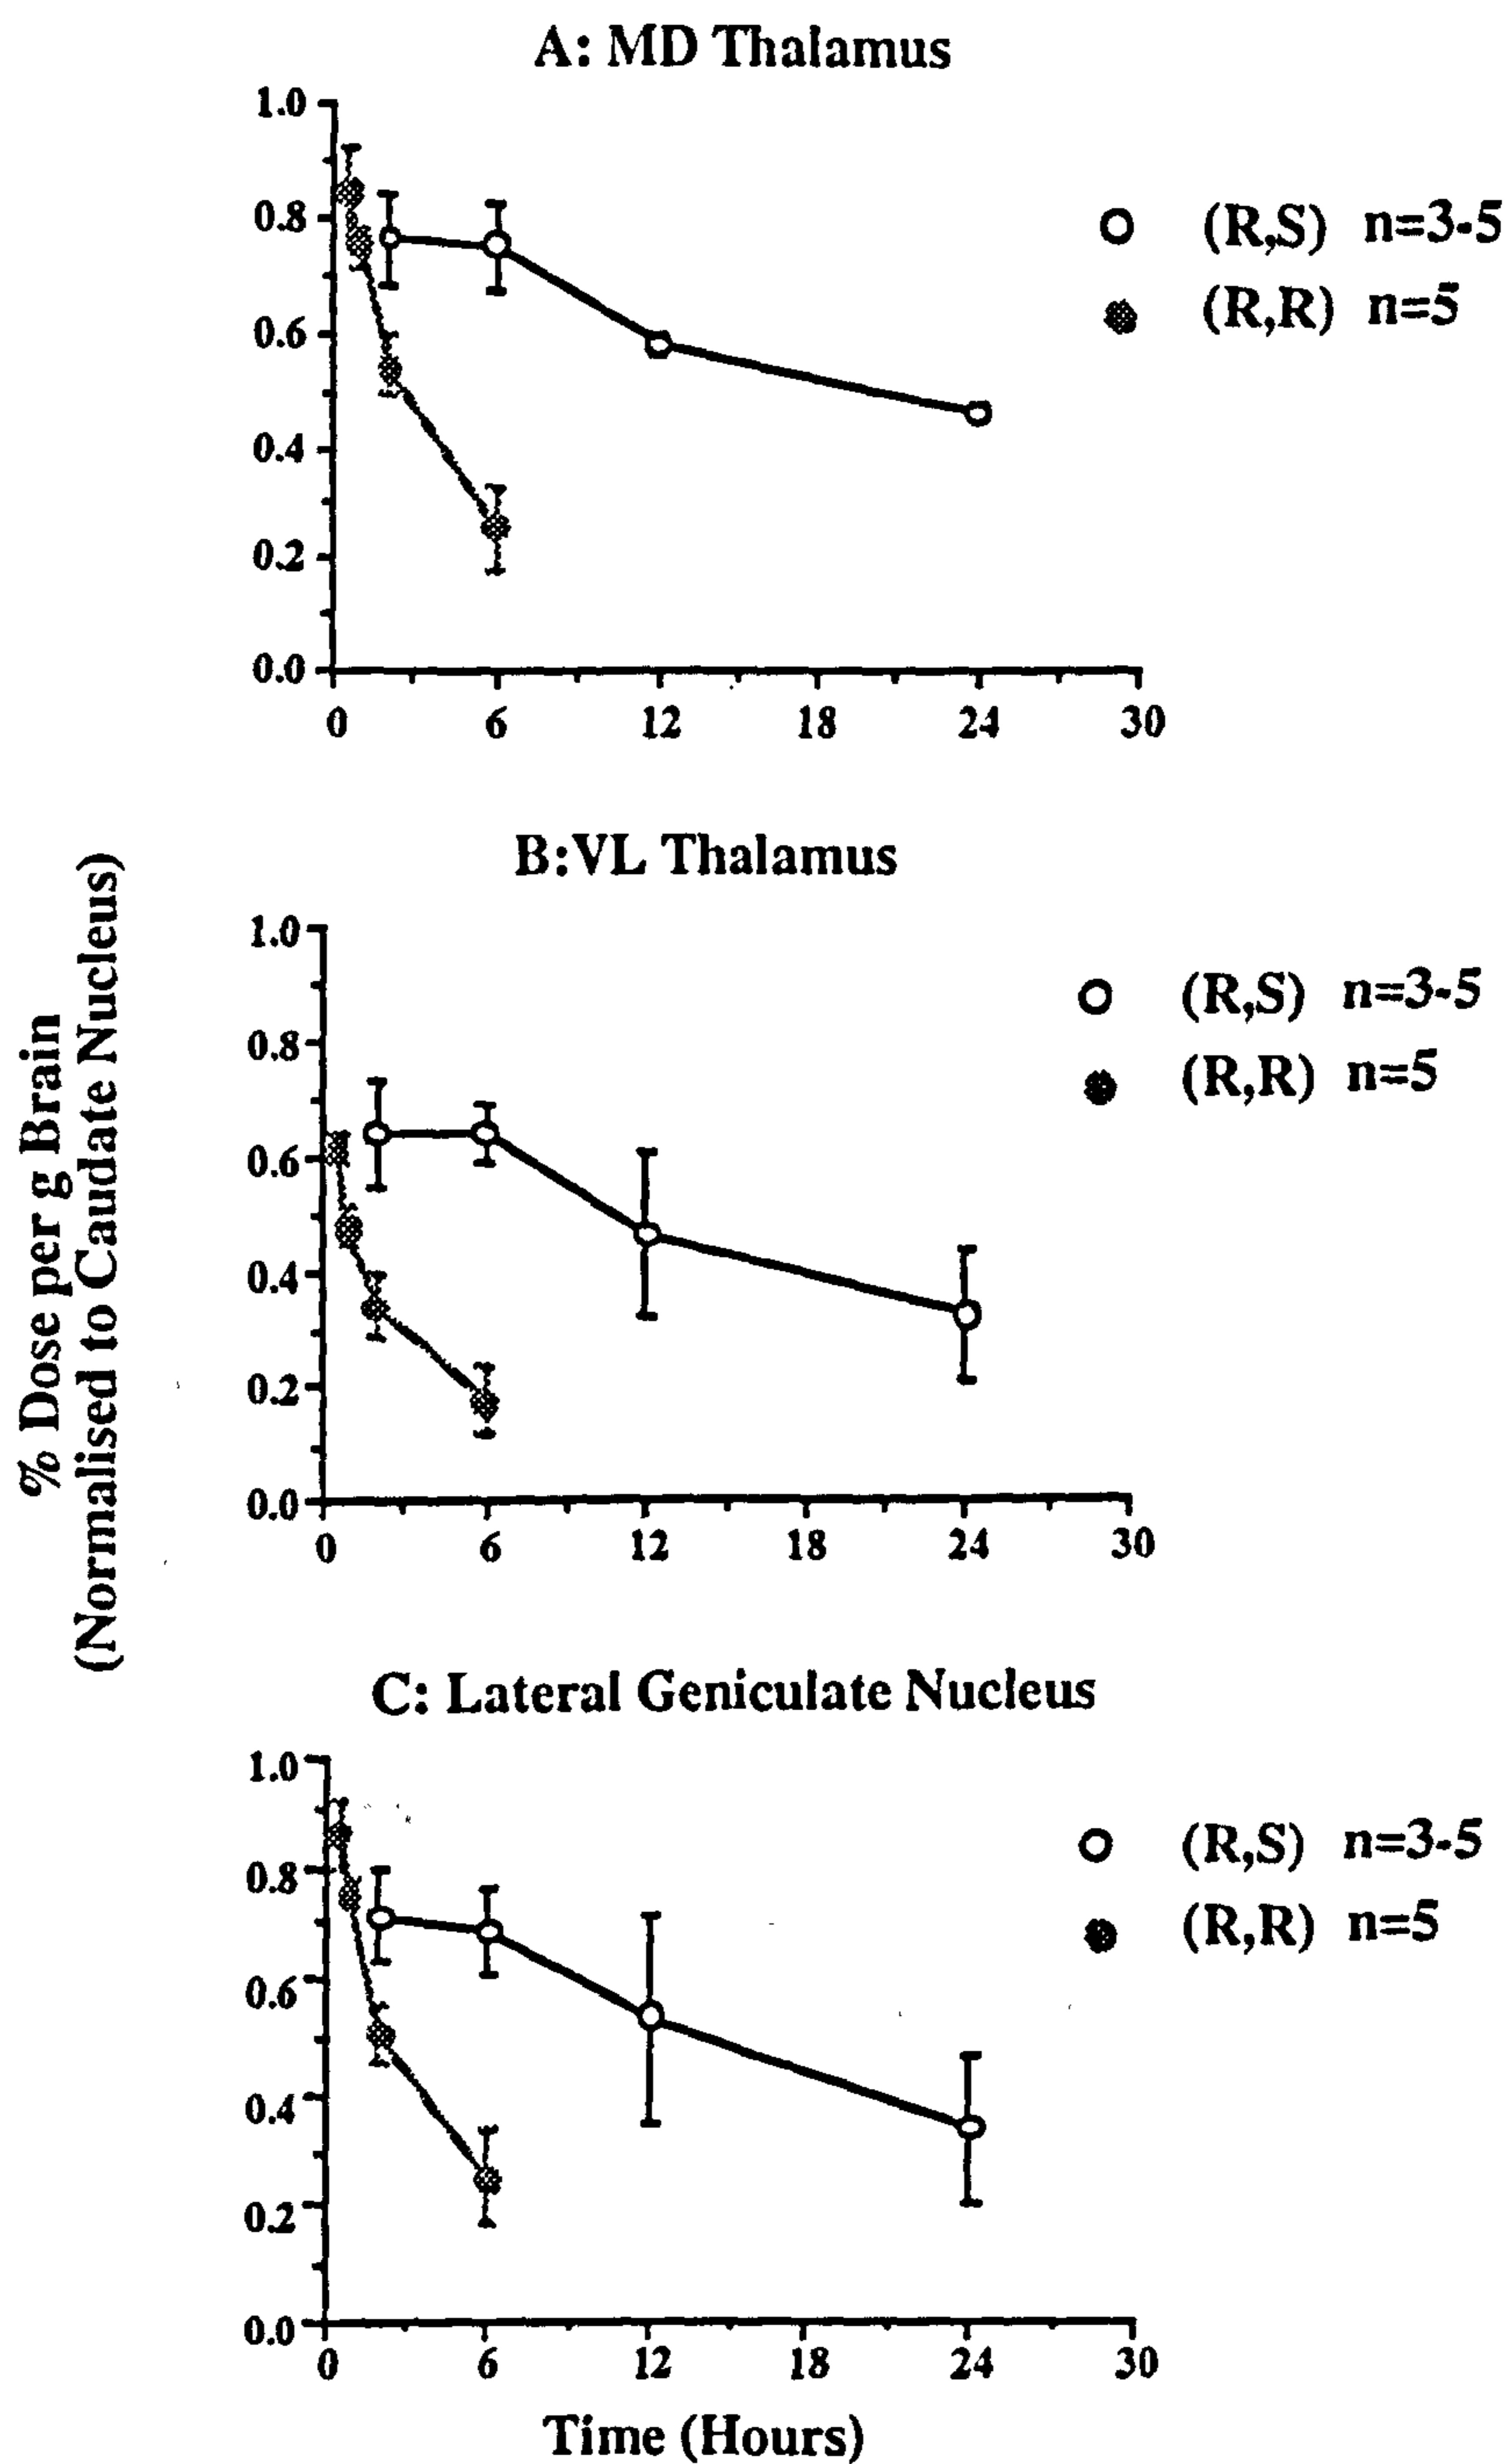 A: MD Thalamus
1.0
0.8
0.6
0.4
0.2
0.0
0 6 12 18 24 30
(R,S) n=3-5
(R,R) n=5
% Dose per g Brain
(Normalised to Caudate Nucleus)
B:VL Thalamus
1.0
0.8
0.6
0.4
0.2
0.0
0 6 12 18 24 30
(R,S) n=3-5
(R,R) n=5
C: Lateral Geniculate Nucleus
1.0
0.8
0.6
0.4
0.2
0.0
0 6 12 18 24 30
(R,S) n=3-5
(R,R) n=5
Time (Hours)